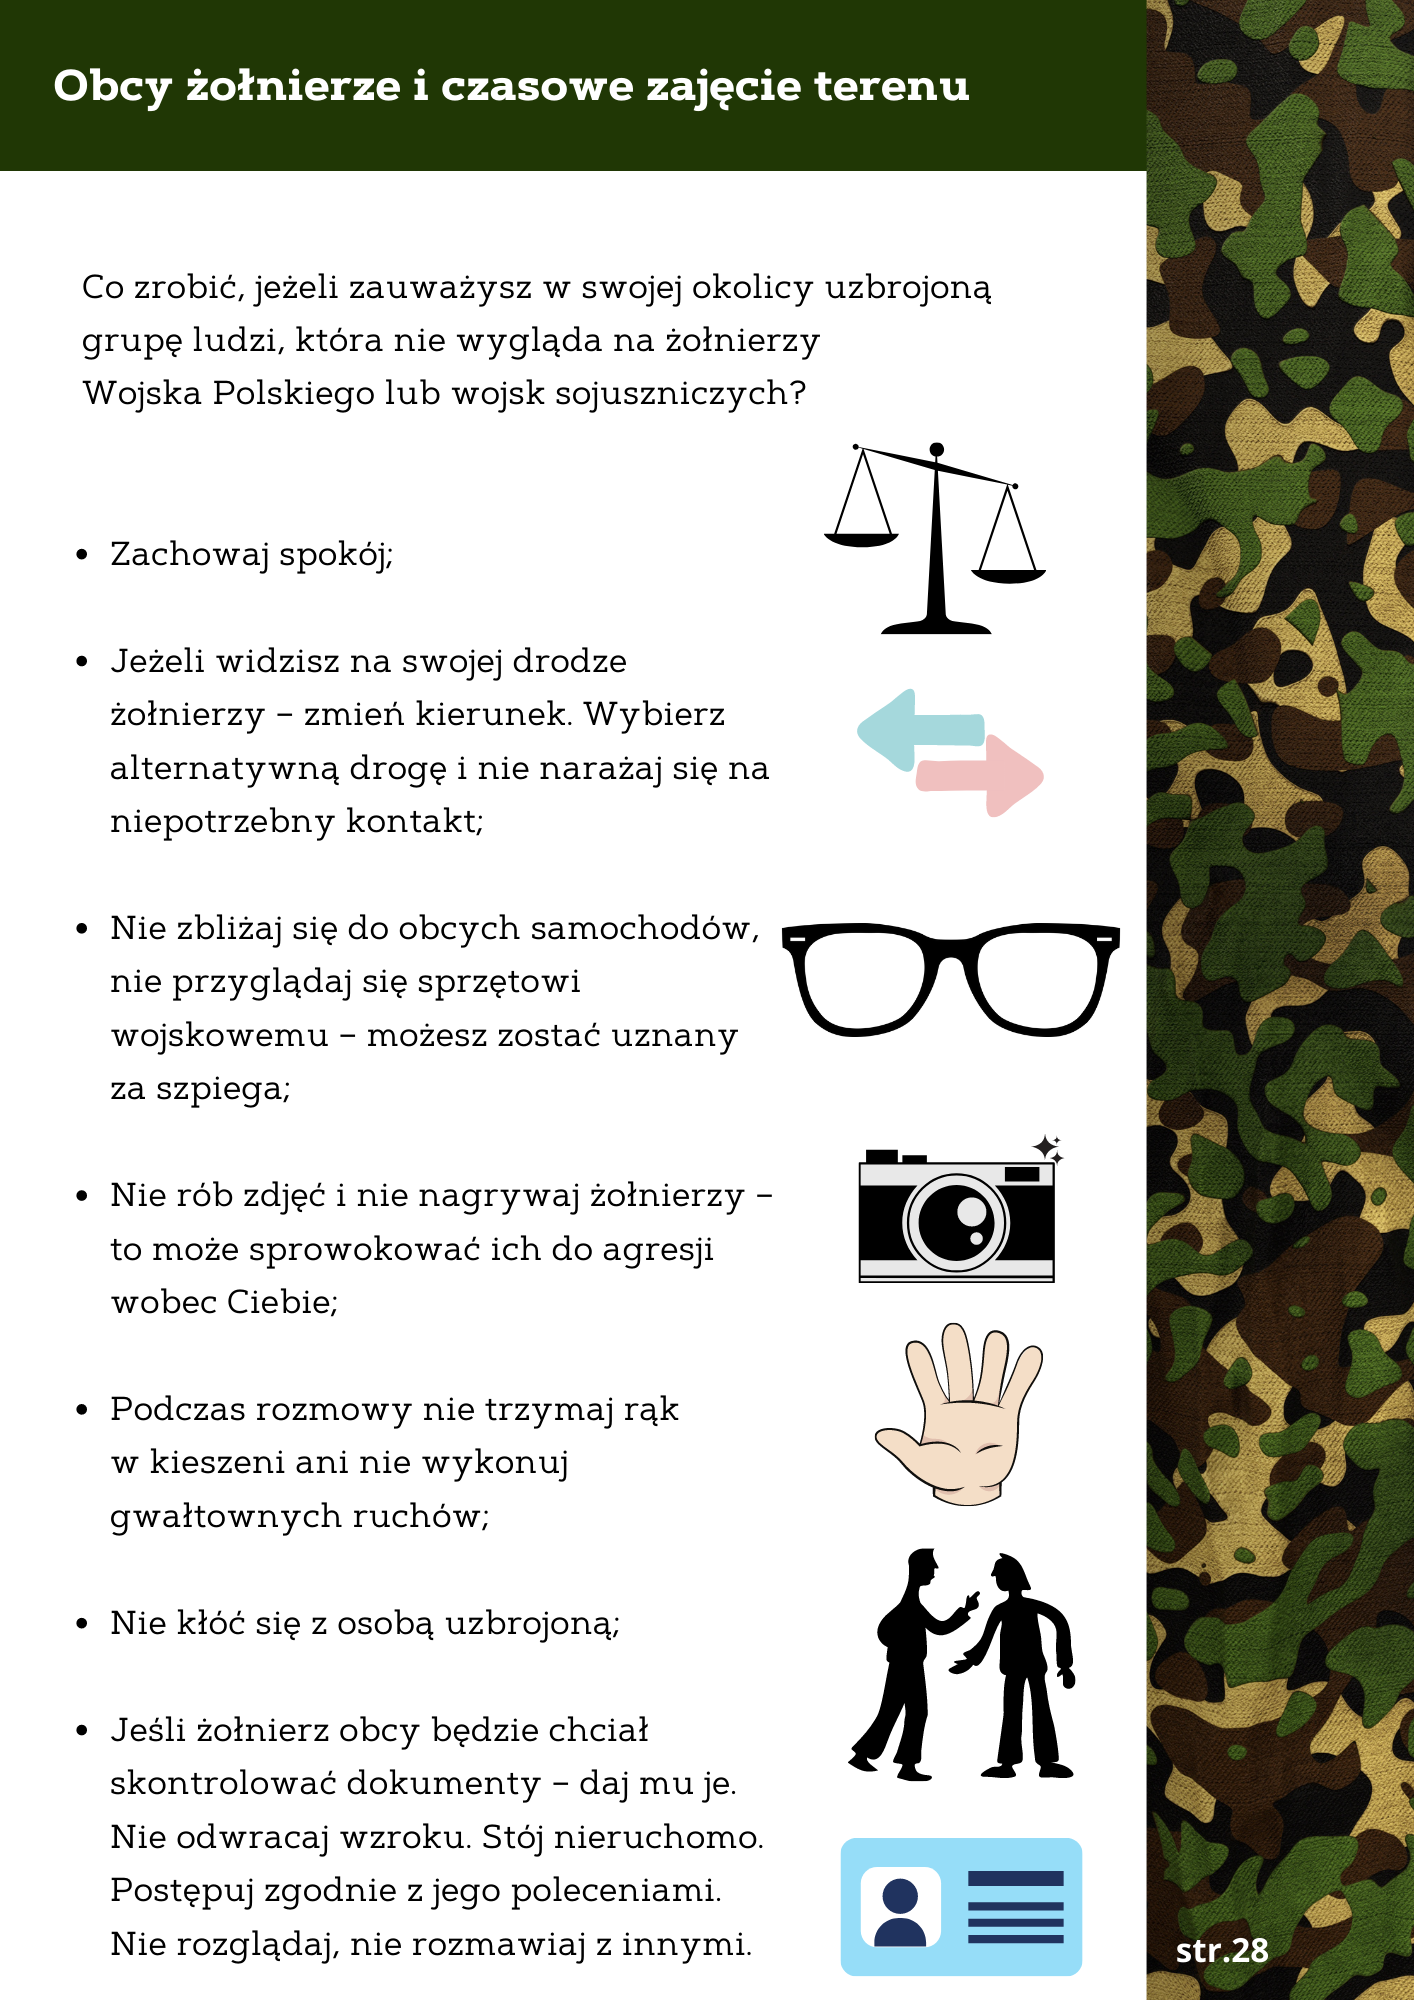 Obcy żołnierze i czasowe zajęcie terenu
Co zrobić, jeżeli zauważysz w swojej okolicy uzbrojoną
grupę ludzi, która nie wygląda na żołnierzy
Wojska Polskiego lub wojsk sojuszniczych?
• Zachowaj spokój;
• Jeżeli widzisz na swojej drodze
żołnierzy – zmień kierunek. Wybierz
alternatywną drogę i nie narażaj się na
niepotrzebny kontakt;
• Nie zbliżaj się do obcych samochodów,
nie przyglądaj się sprzętowi
wojskowemu – możesz zostać uznany
za szpiega;
• Nie rób zdjęć i nie nagrywaj żołnierzy –
to może sprowokować ich do agresji
wobec Ciebie;
• Podczas rozmowy nie trzymaj rąk
w kieszeni ani nie wykonuj
gwałtownych ruchów;
• Nie kłóć się z osobą uzbrojoną;
• Jeśli żołnierz obcy będzie chciał
skontrolować dokumenty – daj mu je.
Nie odwracaj wzroku. Stój nieruchomo.
Postępuj zgodnie z jego poleceniami.
Nie rozglądaj, nie rozmawiaj z innymi.
str.28